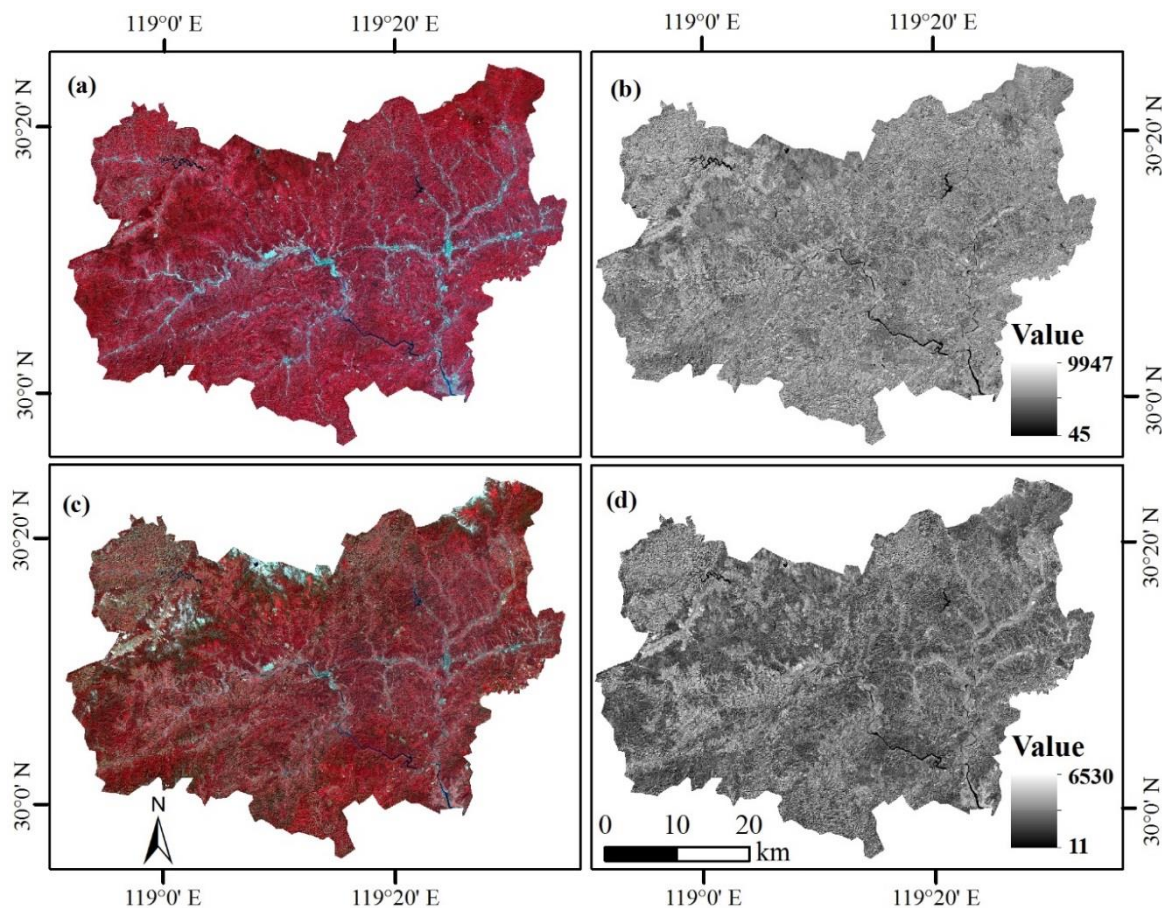 119°0' E
119°20' E
119°0' E
119°20' E
(a)
(b)
30°20' N
30°20' N
30°0' N
30°0' N
Value
9947
45
(c)
(d)
30°20' N
30°20' N
30°0' N
30°0' N
N
Value
6530
11
0 10 20
km
119°0' E
119°20' E
119°0' E
119°20' E